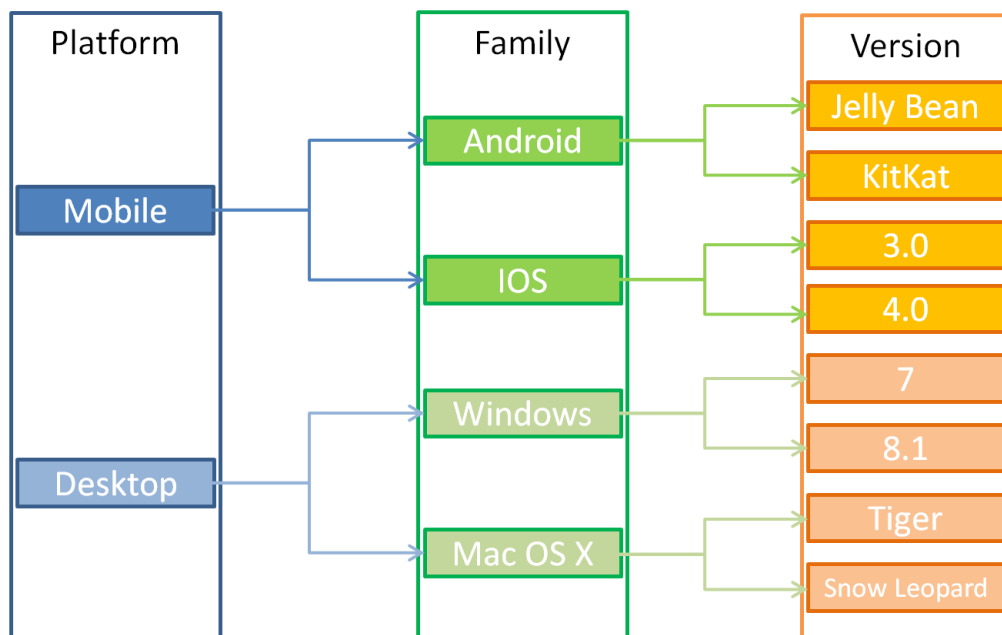 Platform
Family
Version
Mobile
Desktop
Android
IOS
Windows
Mac OS X
Jelly Bean
KitKat
3.0
4.0
7
8.1
Tiger
Snow Leopard